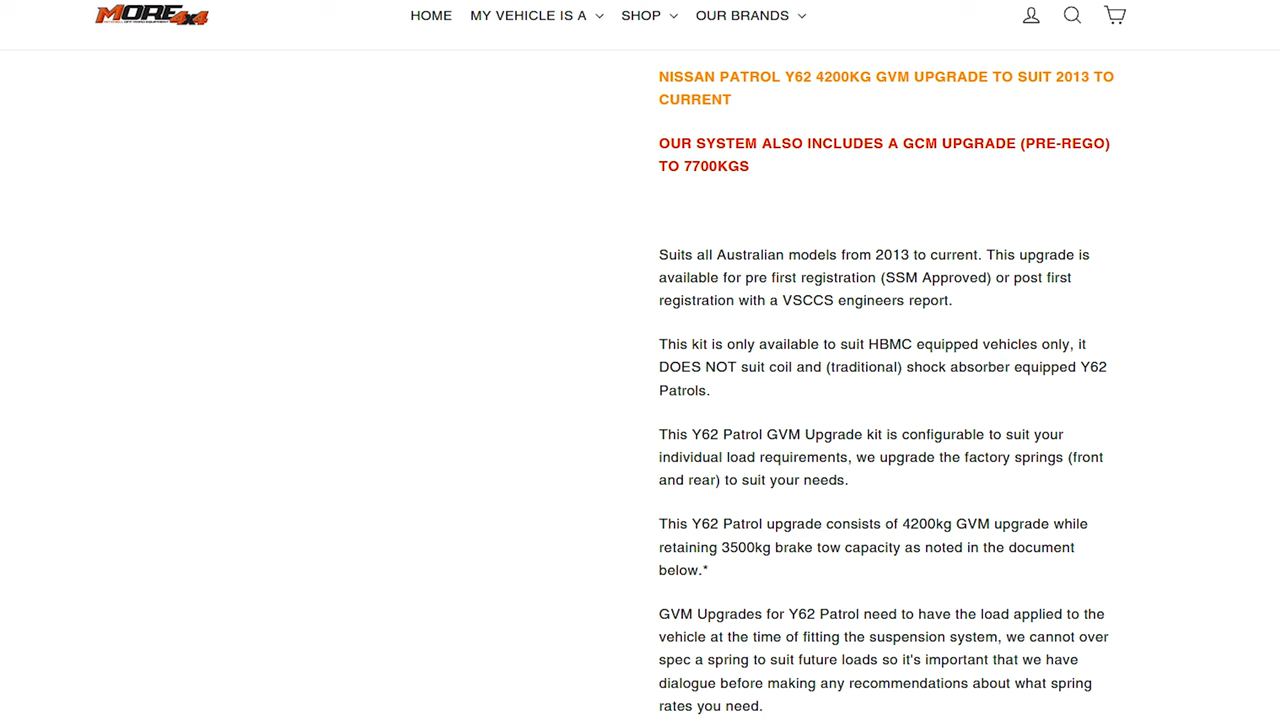 MORE 4x4
HOME MY VEHICLE IS A SHOP OUR BRANDS
NISSAN PATROL Y62 4200KG GVM UPGRADE TO SUIT 2013 TO
CURRENT
OUR SYSTEM ALSO INCLUDES A GCM UPGRADE (PRE-REGO)
TO 7700KGS
Suits all Australian models from 2013 to current. This upgrade is
available for pre first registration (SSM Approved) or post first
registration with a VSCCS engineers report.
This kit is only available to suit HBMC equipped vehicles only, it
DOES NOT suit coil and (traditional) shock absorber equipped Y62
Patrols.
This Y62 Patrol GVM Upgrade kit is configurable to suit your
individual load requirements, we upgrade the factory springs (front
and rear) to suit your needs.
This Y62 Patrol upgrade consists of 4200kg GVM upgrade while
retaining 3500kg brake tow capacity as noted in the document
below.*
GVM Upgrades for Y62 Patrol need to have the load applied to the
vehicle at the time of fitting the suspension system, we cannot over
spec a spring to suit future loads so it's important that we have
dialogue before making any recommendations about what spring
rates you need.